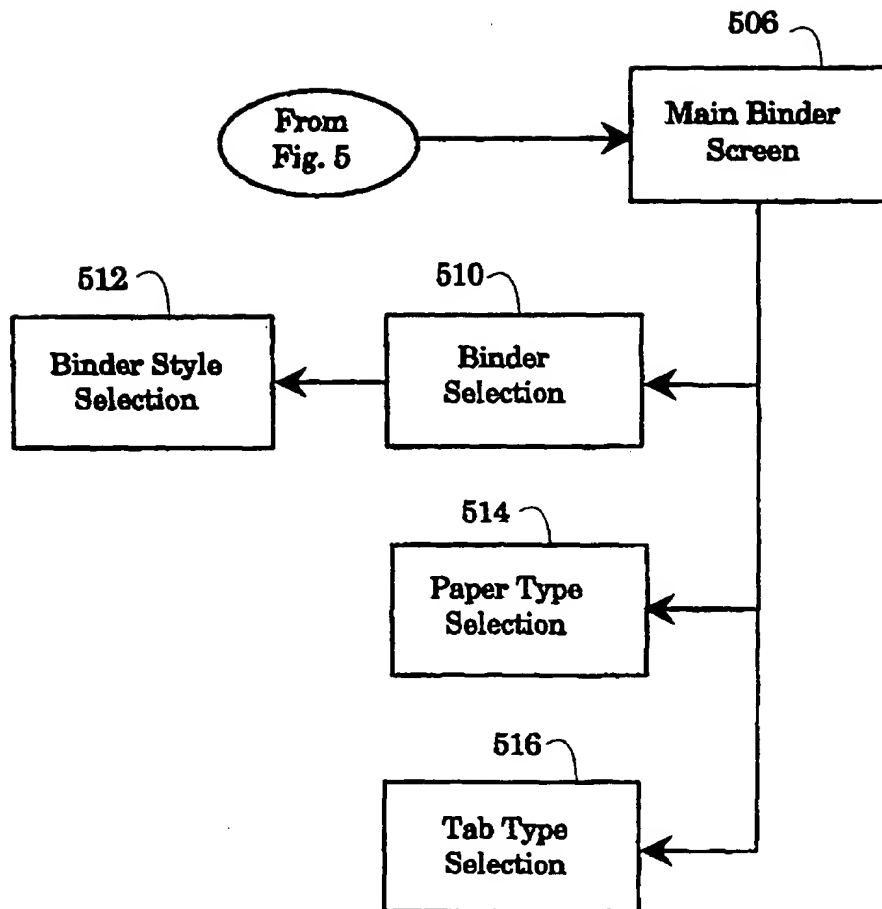 506
From
Fig. 5
Main Binder
Screen
512
510
Binder Style
Selection
Binder
Selection
514
Paper Type
Selection
516
Tab Type
Selection